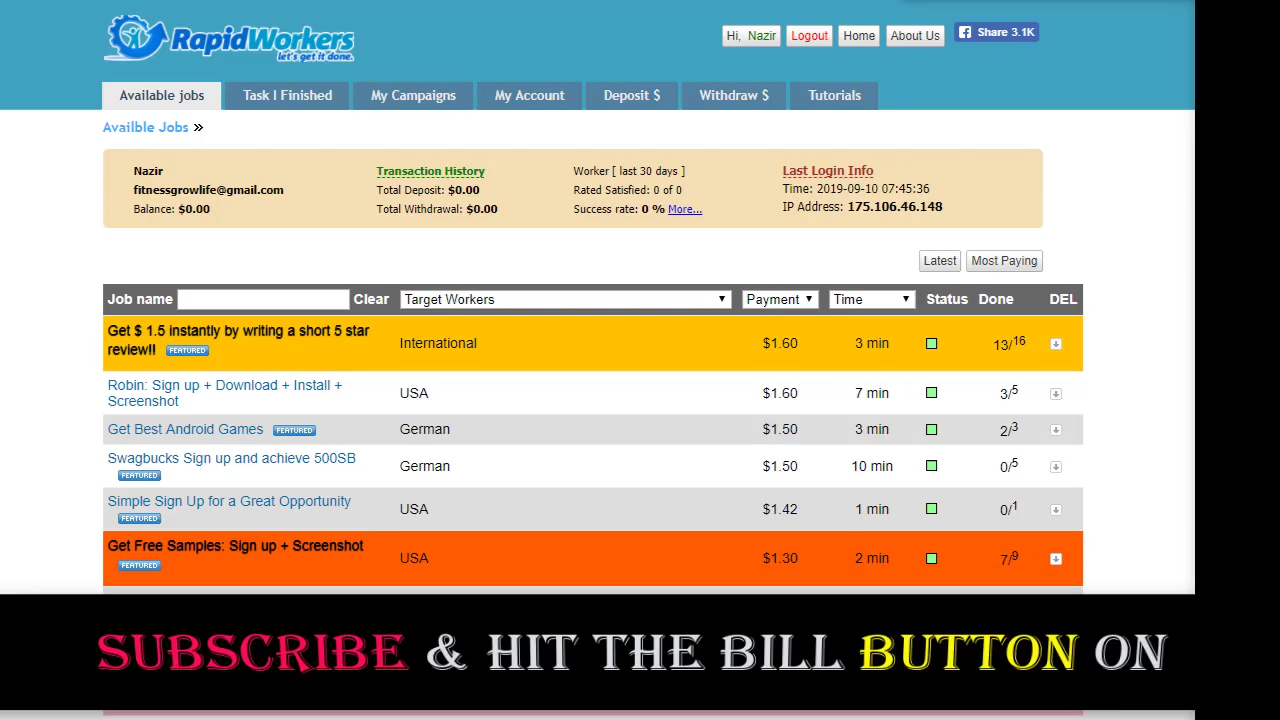 RapidWorkers
let's get it done.
Hi, Nazir Logout Home About Us Share 3.1K
Available jobs Task I Finished My Campaigns My Account Deposit $ Withdraw $ Tutorials
Availble Jobs »
Nazir
fitnessgrowlife@gmail.com
Balance: $0.00
Transaction History
Total Deposit: $0.00
Total Withdrawal: $0.00
Worker [ last 30 days ]
Rated Satisfied: 0 of 0
Success rate: 0 % More...
Last Login Info
Time: 2019-09-10 07:45:36
IP Address: 175.106.46.148
Latest Most Paying
Job name Clear Target Workers Payment Time Status Done DEL
Get $ 1.5 instantly by writing a short 5 star
review!! FEATURED
International $1.60 3 min 13/16
Robin: Sign up + Download + Install +
Screenshot
USA $1.60 7 min 3/5
Get Best Android Games FEATURED German $1.50 3 min 2/3
Swagbucks Sign up and achieve 500SB
FEATURED
German $1.50 10 min 0/5
Simple Sign Up for a Great Opportunity
FEATURED
USA $1.42 1 min 0/1
Get Free Samples: Sign up + Screenshot
FEATURED
USA $1.30 2 min 7/9
SUBSCRIBE & HIT THE BILL BUTTON ON